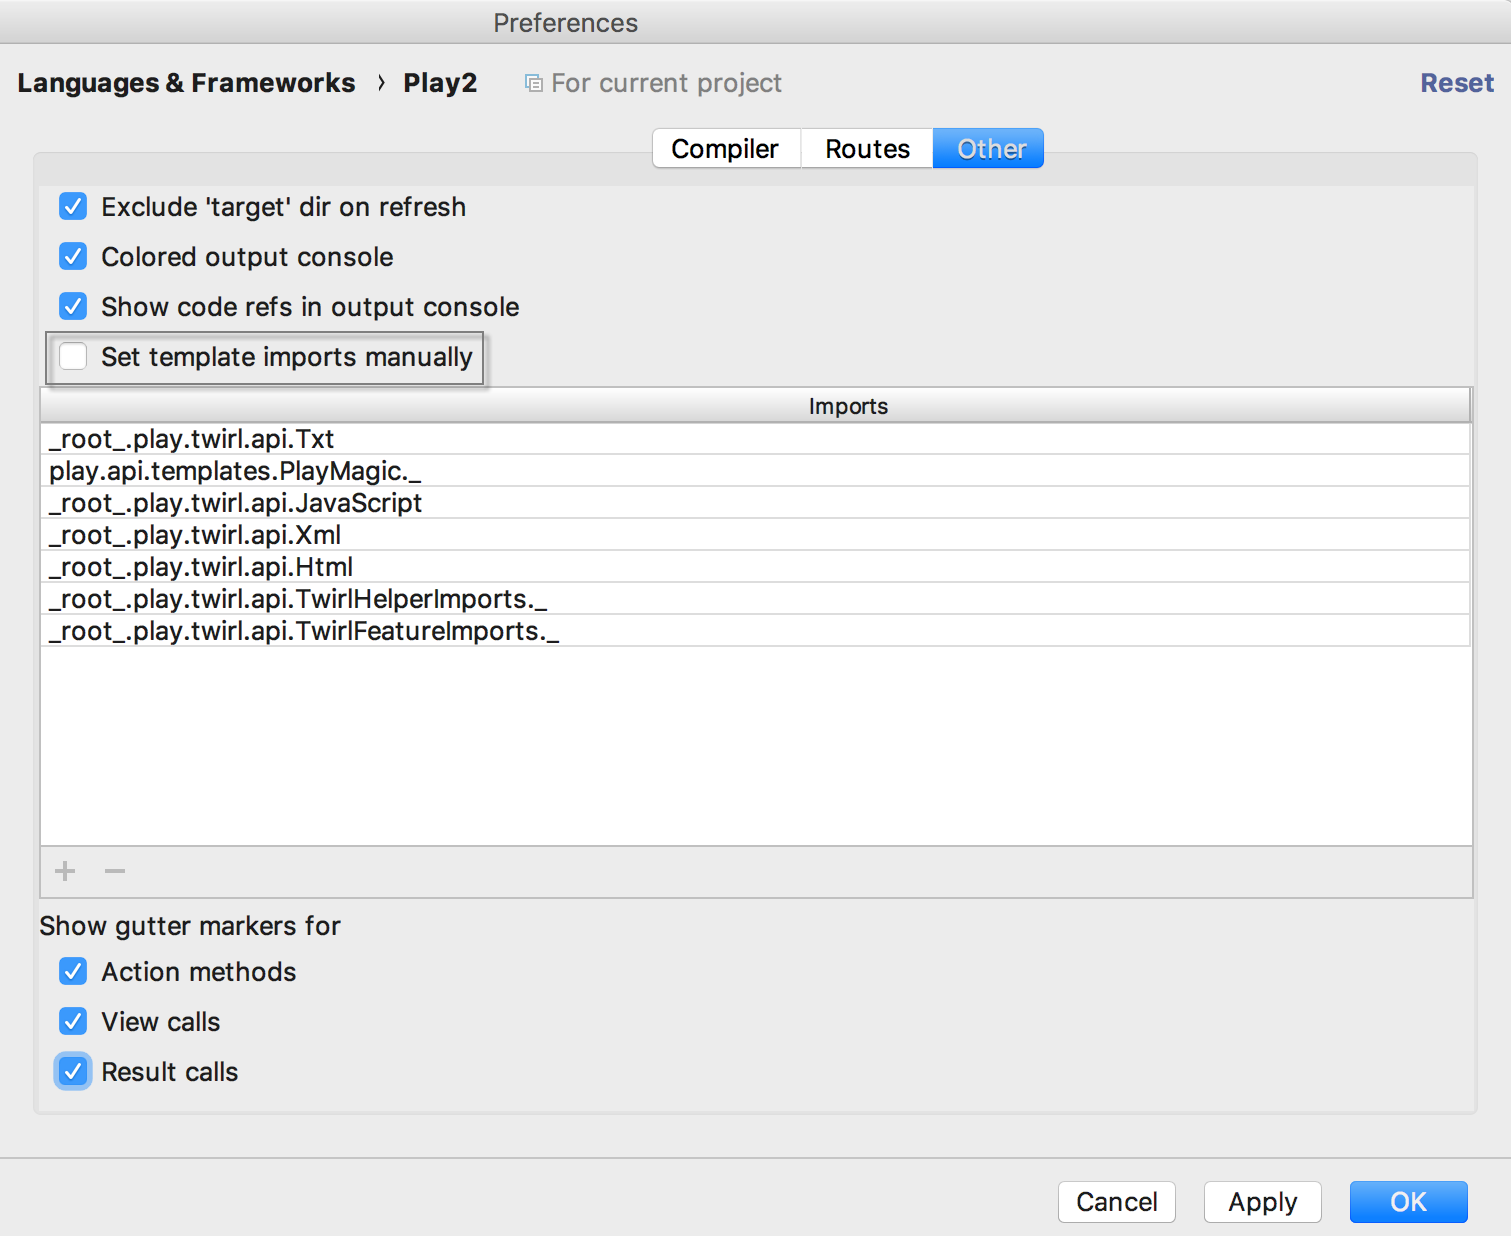 Preferences
Languages & Frameworks › Play2 For current project Reset
Compiler Routes Other
Exclude 'target' dir on refresh
Colored output console
Show code refs in output console
Set template imports manually
Imports
_root_.play.twirl.api.Txt
play.api.templates.PlayMagic._
_root_.play.twirl.api.JavaScript
_root_.play.twirl.api.Xml
_root_.play.twirl.api.Html
_root_.play.twirl.api.TwirlHelperImports._
_root_.play.twirl.api.TwirlFeatureImports._
Show gutter markers for
Action methods
View calls
Result calls
Cancel Apply OK